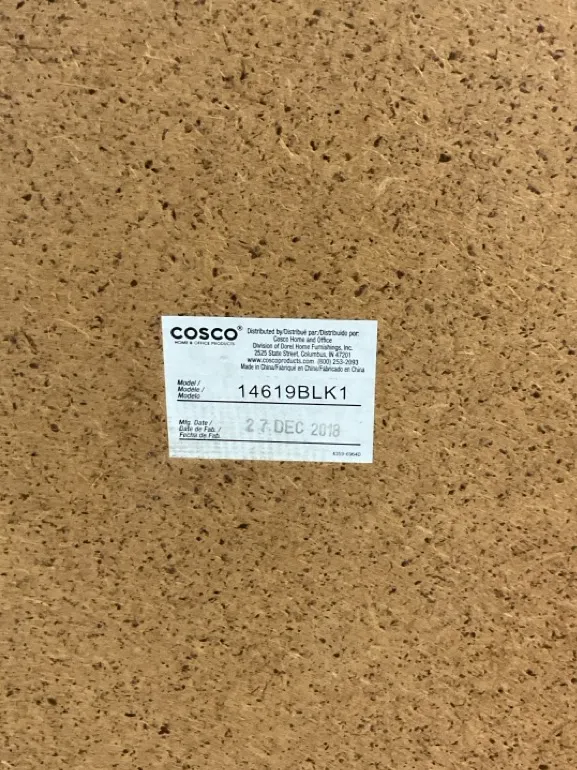 COSCO®
HOME & OFFICE PRODUCTS
Distributed by/Distribué par:/Distribuido por:
Cosco Home and Office
Division of Dorel Home Furnishings, Inc.
2525 State Street, Columbus, IN 47201
www.coscoproducts.com (800) 253-2093
Made in China/Fabriqué en Chine/Fabricado en China
Model /
Modèle /
Modelo
14619BLK1
Mfg. Date /
Date de Fab. /
Fecha de Fab.
27 DEC 2018